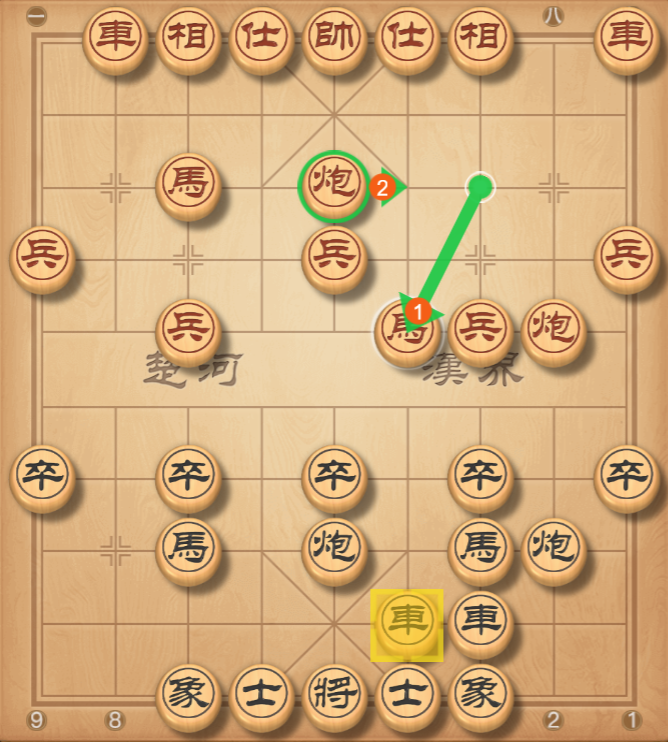 一 八
車 相 仕 帥 仕 相 車
馬 炮 2
兵 兵 兵
兵 馬 1 兵 炮
楚河 漢界
卒 卒 卒 卒 卒
馬 炮 馬 炮
車 車
象 士 將 士 象
9 8 2 1